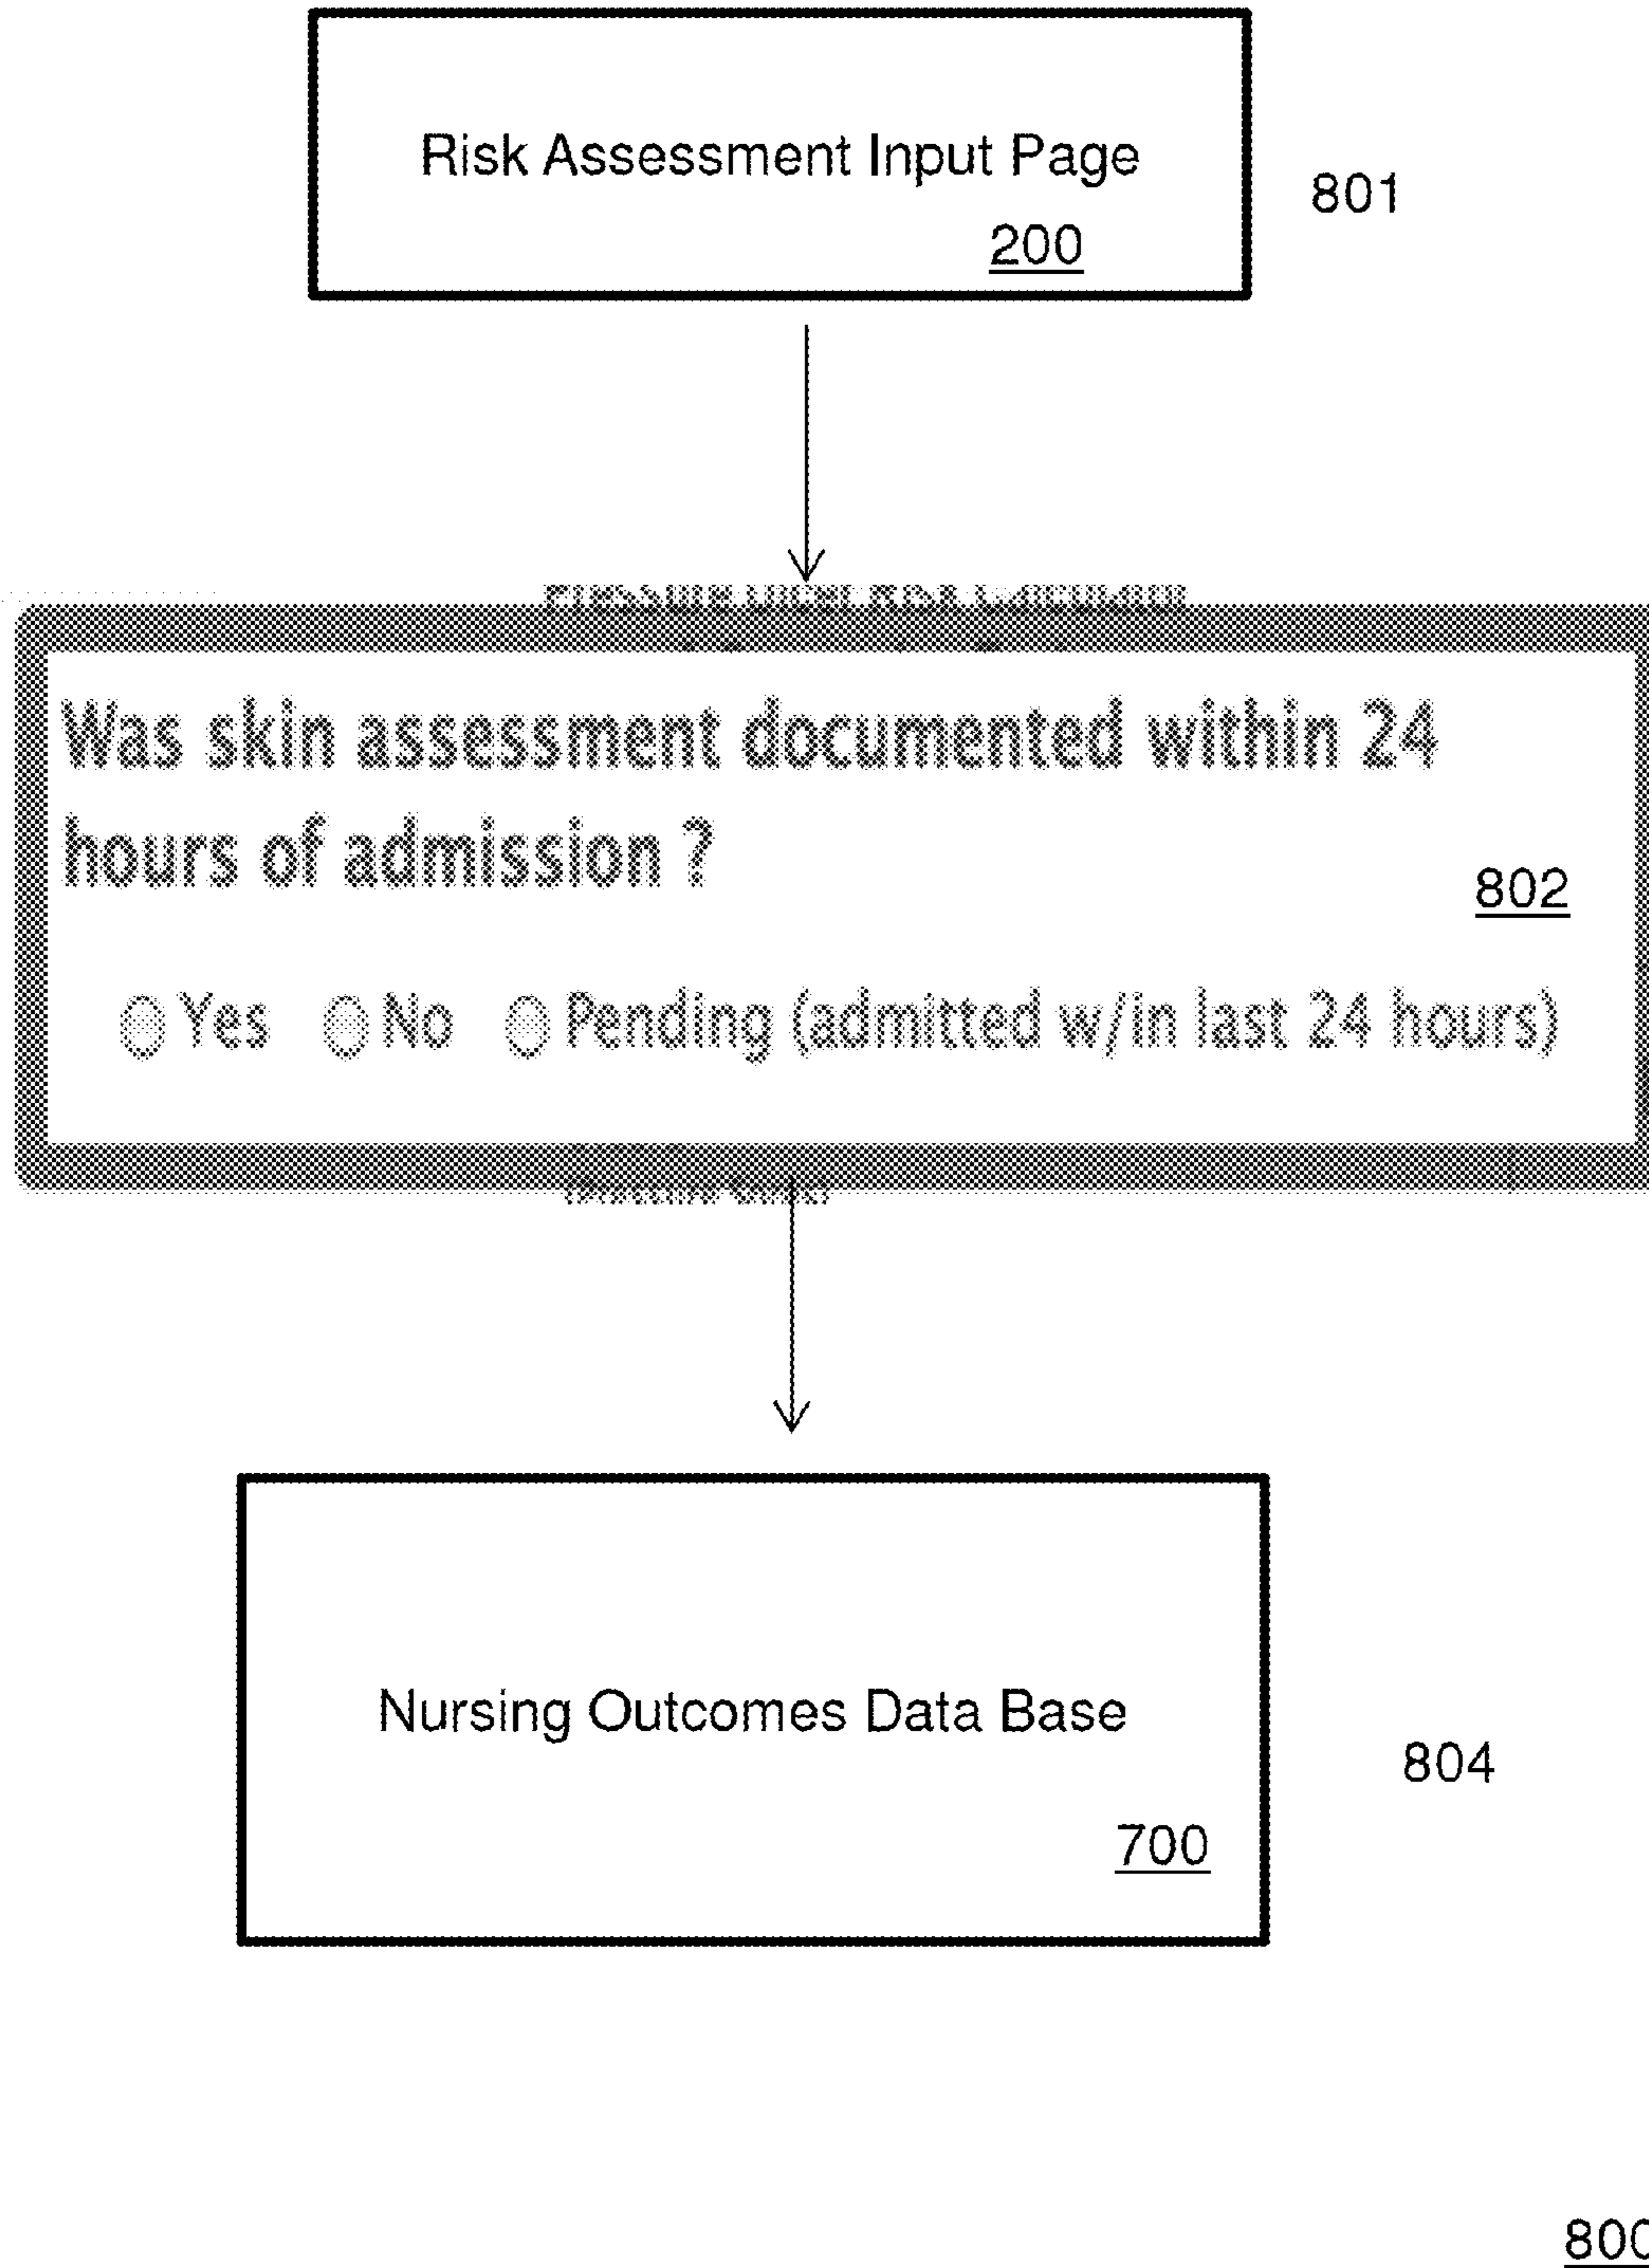 Risk Assessment Input Page
200
801
Was skin assessment documented within 24
hours of admission ?
802
Yes No Pending (admitted w/in last 24 hours)
Nursing Outcomes Data Base
700
804
800